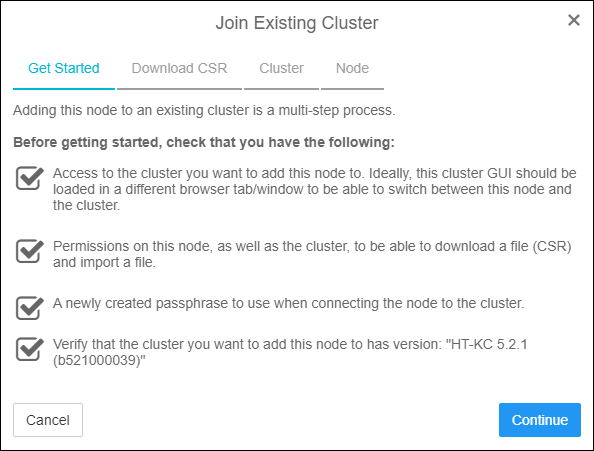 Join Existing Cluster
Get Started
Download CSR
Cluster
Node
Adding this node to an existing cluster is a multi-step process.
Before getting started, check that you have the following:
Access to the cluster you want to add this node to. Ideally, this cluster GUI should be
loaded in a different browser tab/window to be able to switch between this node and
the cluster.
Permissions on this node, as well as the cluster, to be able to download a file (CSR)
and import a file.
A newly created passphrase to use when connecting the node to the cluster.
Verify that the cluster you want to add this node to has version: "HT-KC 5.2.1
(b521000039)"
Cancel
Continue